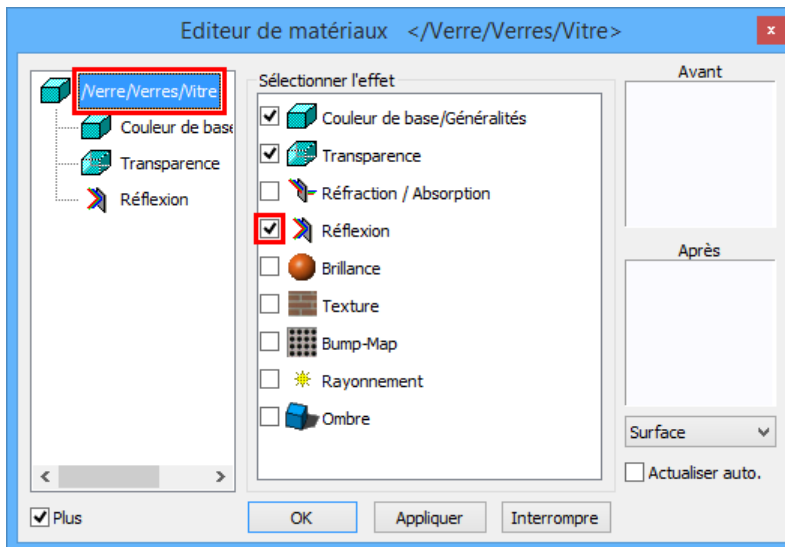 Editeur de matériaux </Verre/Verres/Vitre>
x
/Verre/Verres/Vitre
Couleur de base
Transparence
Réflexion
Sélectionner l'effet
Couleur de base/Généralités
Transparence
Réfraction / Absorption
Réflexion
Brillance
Texture
Bump-Map
Rayonnement
Ombre
Avant
Après
Surface
Actualiser auto.
Plus
OK
Appliquer
Interrompre